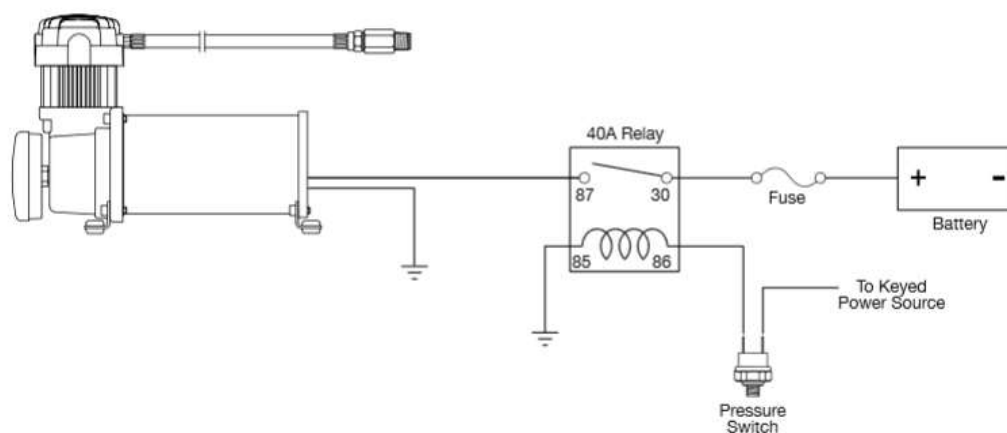 40A Relay
87
30
Fuse
+
-
Battery
85
86
To Keyed
Power Source
Pressure
Switch